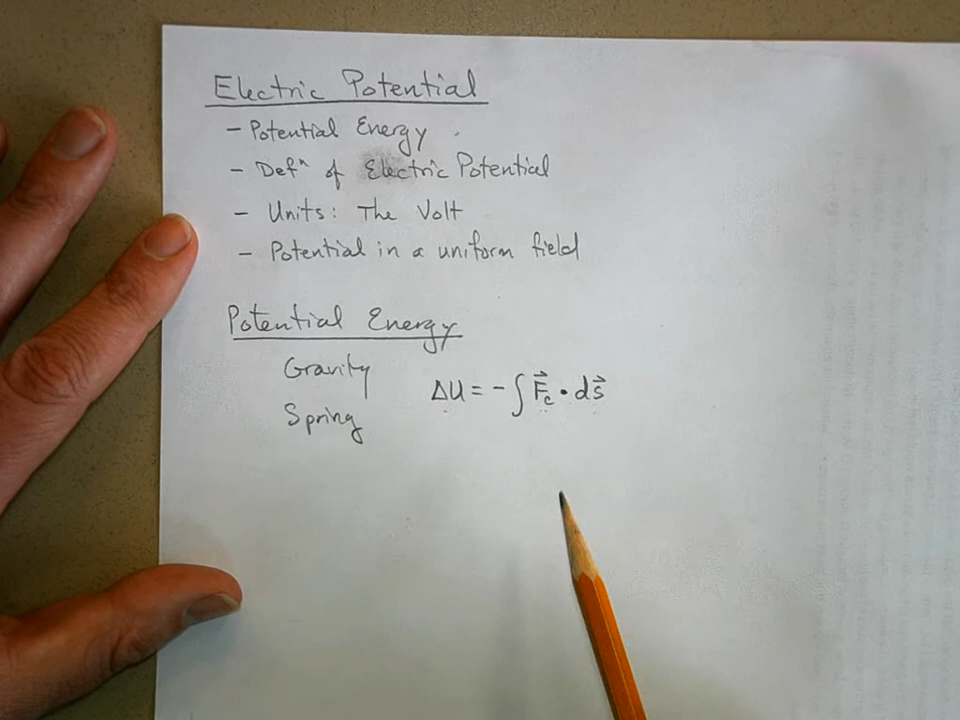 Electric Potential
- Potential Energy
- Defⁿ of Electric Potential
- Units: The Volt
- Potential in a uniform field
Potential Energy
Gravity
ΔU = -∫ F⃗c • ds⃗
Spring